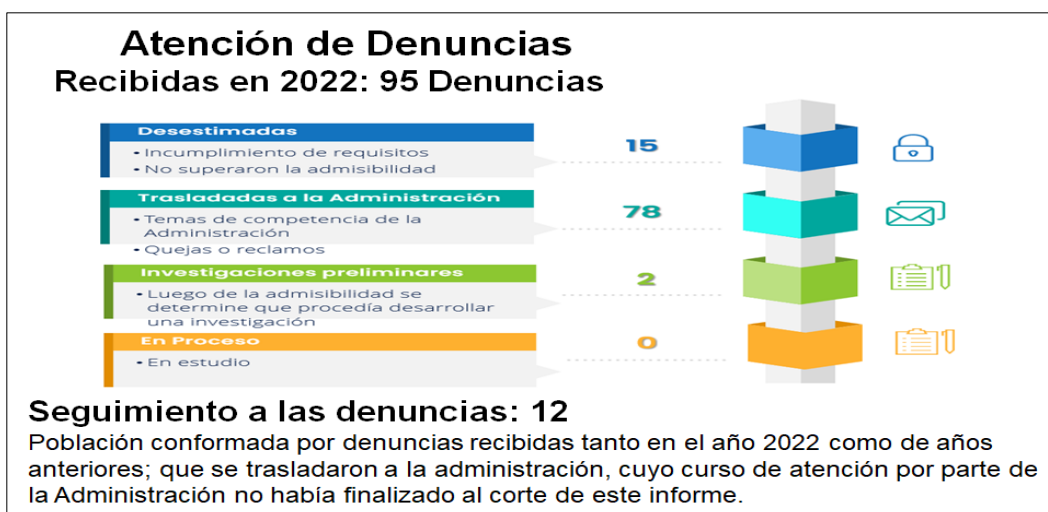 Atención de Denuncias
Recibidas en 2022: 95 Denuncias
Desestimadas
• Incumplimiento de requisitos
• No superaron la admisibilidad
15
Trasladadas a la Administración
• Temas de competencia de la
Administración
• Quejas o reclamos
78
Investigaciones preliminares
• Luego de la admisibilidad se
determine que procedía desarrollar
una investigación
2
En Proceso
• En estudio
0
Seguimiento a las denuncias: 12
Población conformada por denuncias recibidas tanto en el año 2022 como de años
anteriores; que se trasladaron a la administración, cuyo curso de atención por parte de
la Administración no había finalizado al corte de este informe.